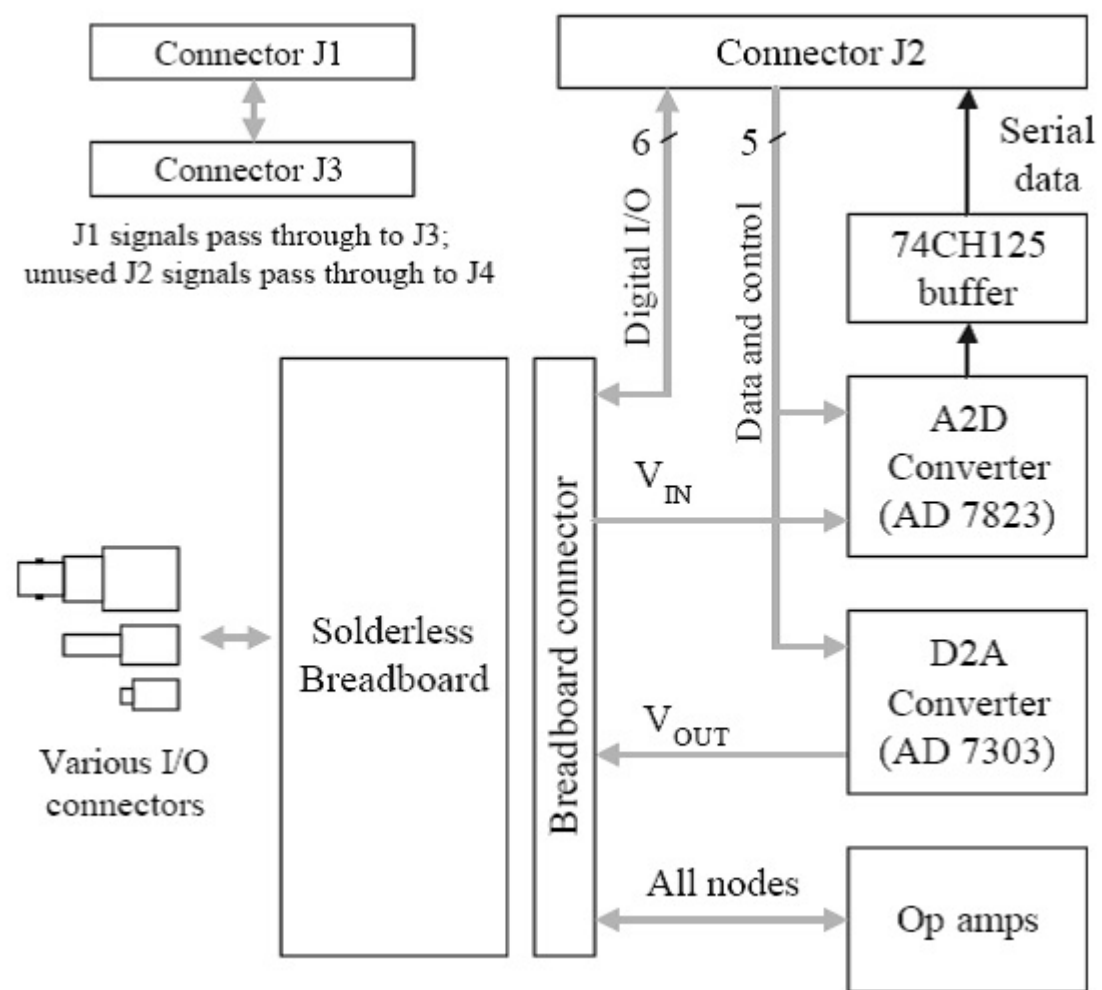 Connector J1
Connector J3
J1 signals pass through to J3;
unused J2 signals pass through to J4
Connector J2
6
5
Serial
data
Digital I/O
Data and control
74CH125
buffer
A2D
Converter
(AD 7823)
V_IN
Breadboard connector
Solderless
Breadboard
Various I/O
connectors
D2A
Converter
(AD 7303)
V_OUT
All nodes
Op amps